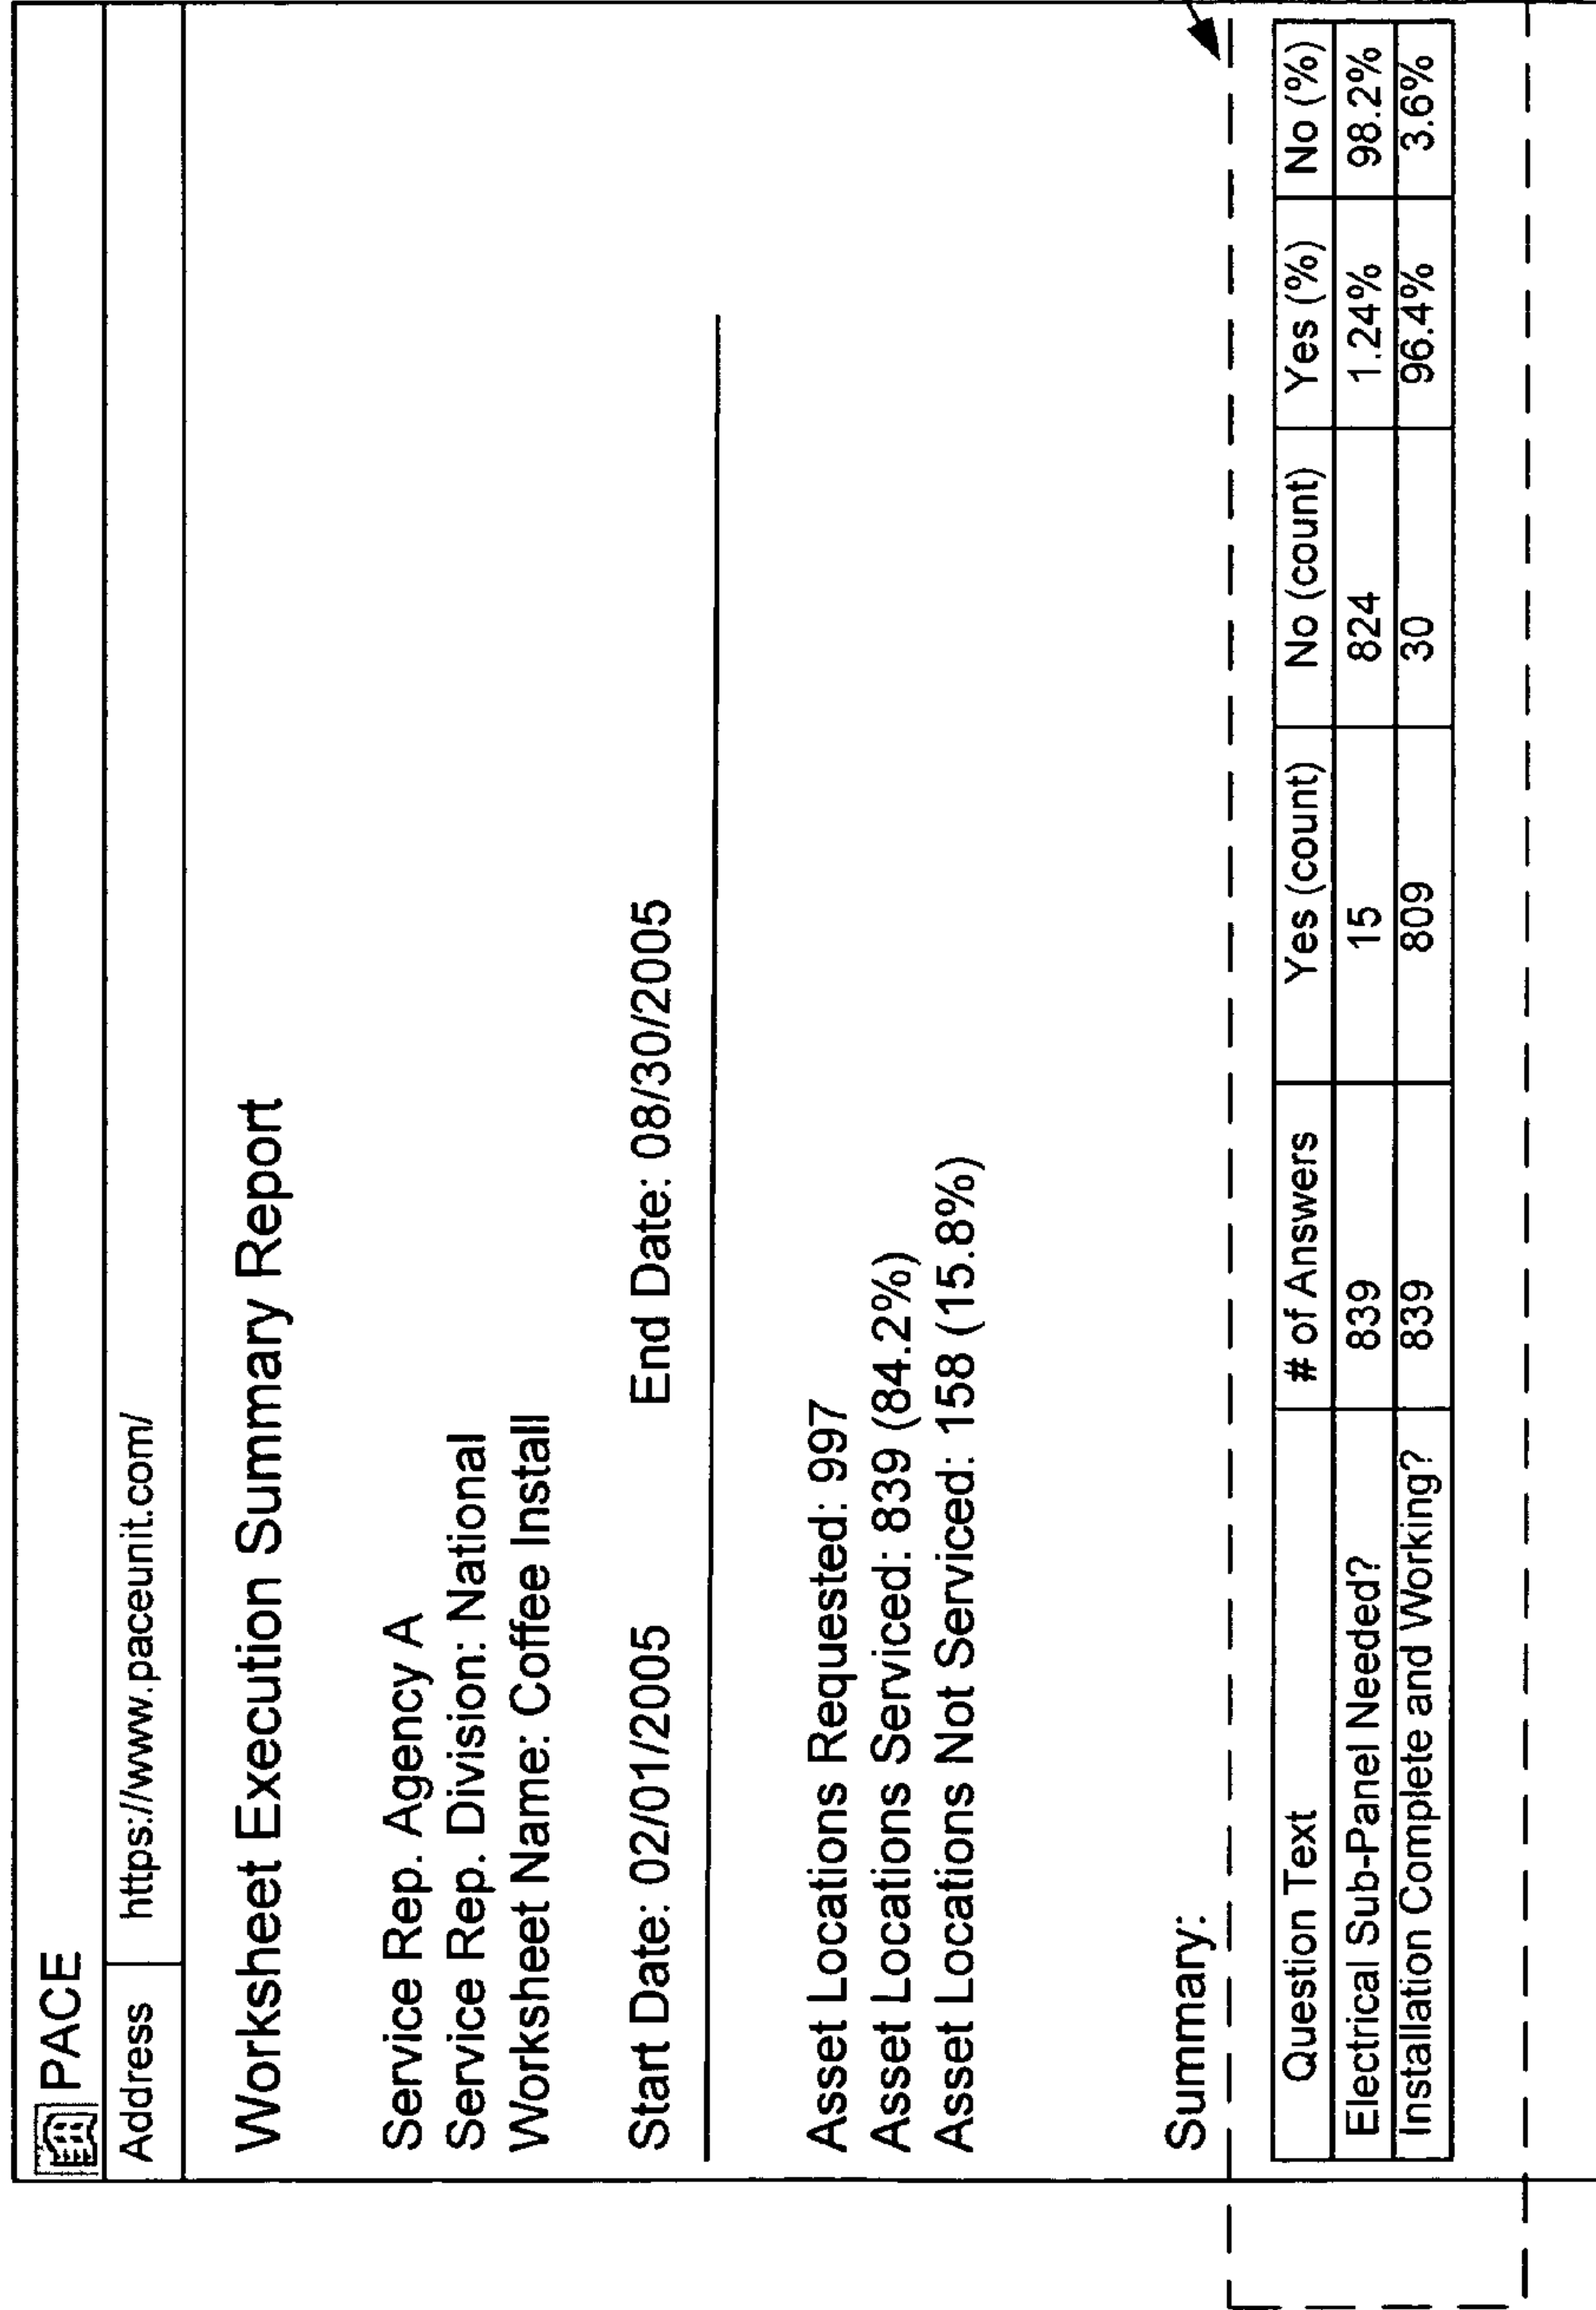 PACE
Address https://www.paceunit.com/
Worksheet Execution Summary Report
Service Rep. Agency A
Service Rep. Division: National
Worksheet Name: Coffee Install
Start Date: 02/01/2005 End Date: 08/30/2005
Asset Locations Requested: 997
Asset Locations Serviced: 839 (84.2%)
Asset Locations Not Serviced: 158 (15.8%)
Summary:
Question Text # of Answers Yes (count) No (count) Yes (%) No (%)
Electrical Sub-Panel Needed? 839 15 824 1.24% 98.2%
Installation Complete and Working? 839 809 30 96.4% 3.6%